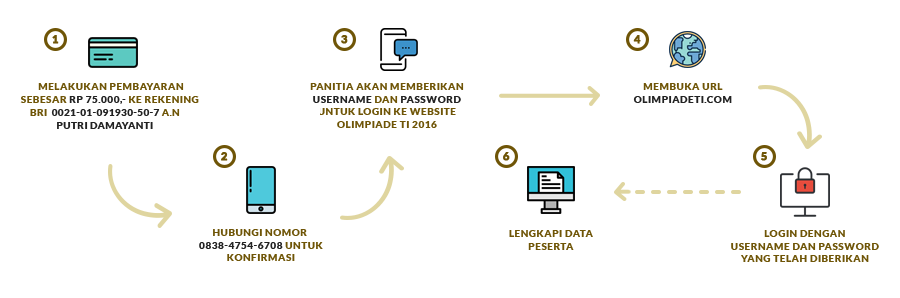 1
MELAKUKAN PEMBAYARAN
SEBESAR RP 75.000,- KE REKENING
BRI 0021-01-091930-50-7 A.N
PUTRI DAMAYANTI
2
HUBUNGI NOMOR
0838-4754-6708 UNTUK
KONFIRMASI
3
PANITIA AKAN MEMBERIKAN
USERNAME DAN PASSWORD
UNTUK LOGIN KE WEBSITE
OLIMPIADE TI 2016
4
MEMBUKA URL
OLIMPIADETI.COM
5
LOGIN DENGAN
USERNAME DAN PASSWORD
YANG TELAH DIBERIKAN
6
LENGKAPI DATA
PESERTA